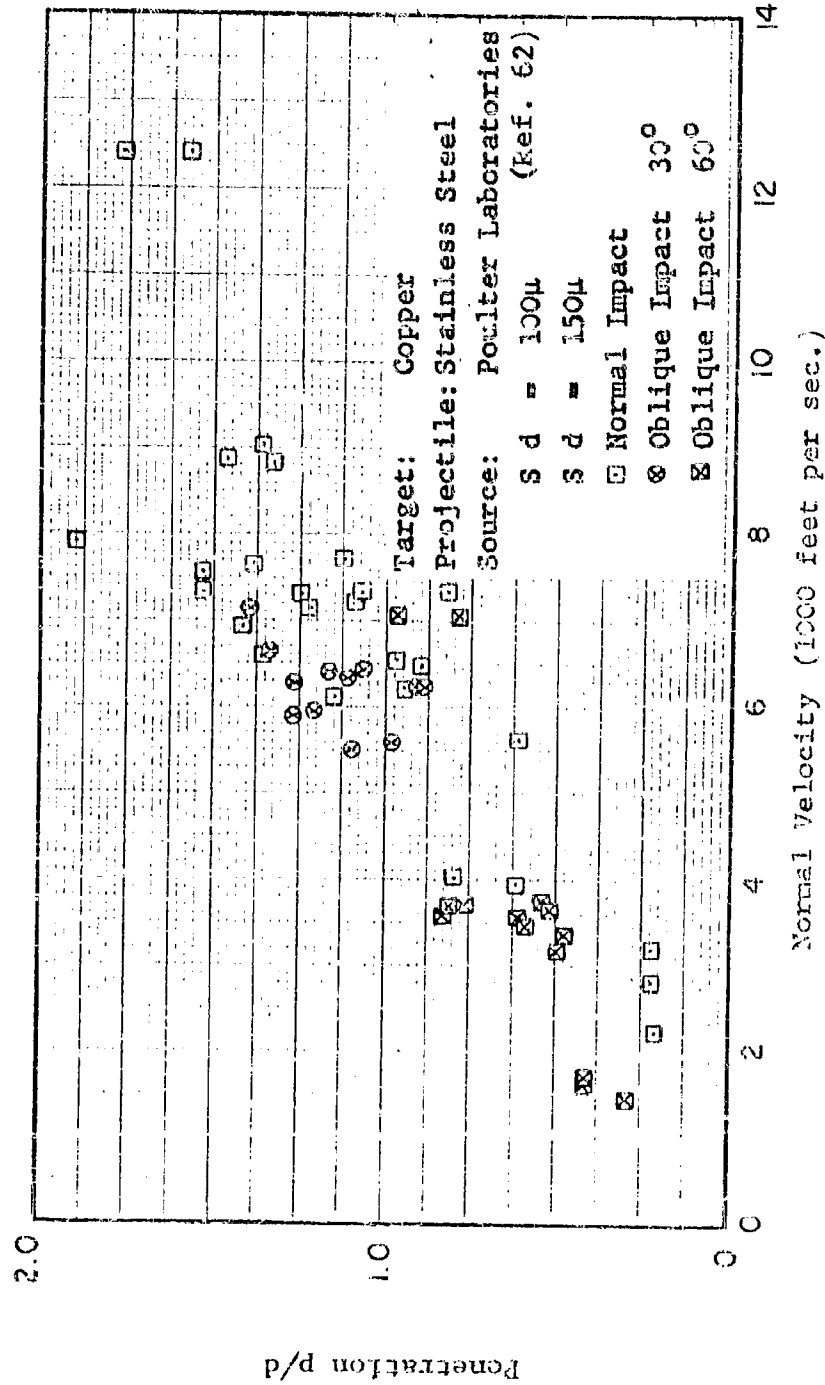 Penetration p/d
2.0
1.0
0
0 2 4 6 8 10 12 14
Normal Velocity (1000 feet per sec.)
Target: Copper
Projectile: Stainless Steel
Source: Poulter Laboratories
(Ref. 62)
S d = 100µ
S d = 150µ
Normal Impact
Oblique Impact 30°
Oblique Impact 60°